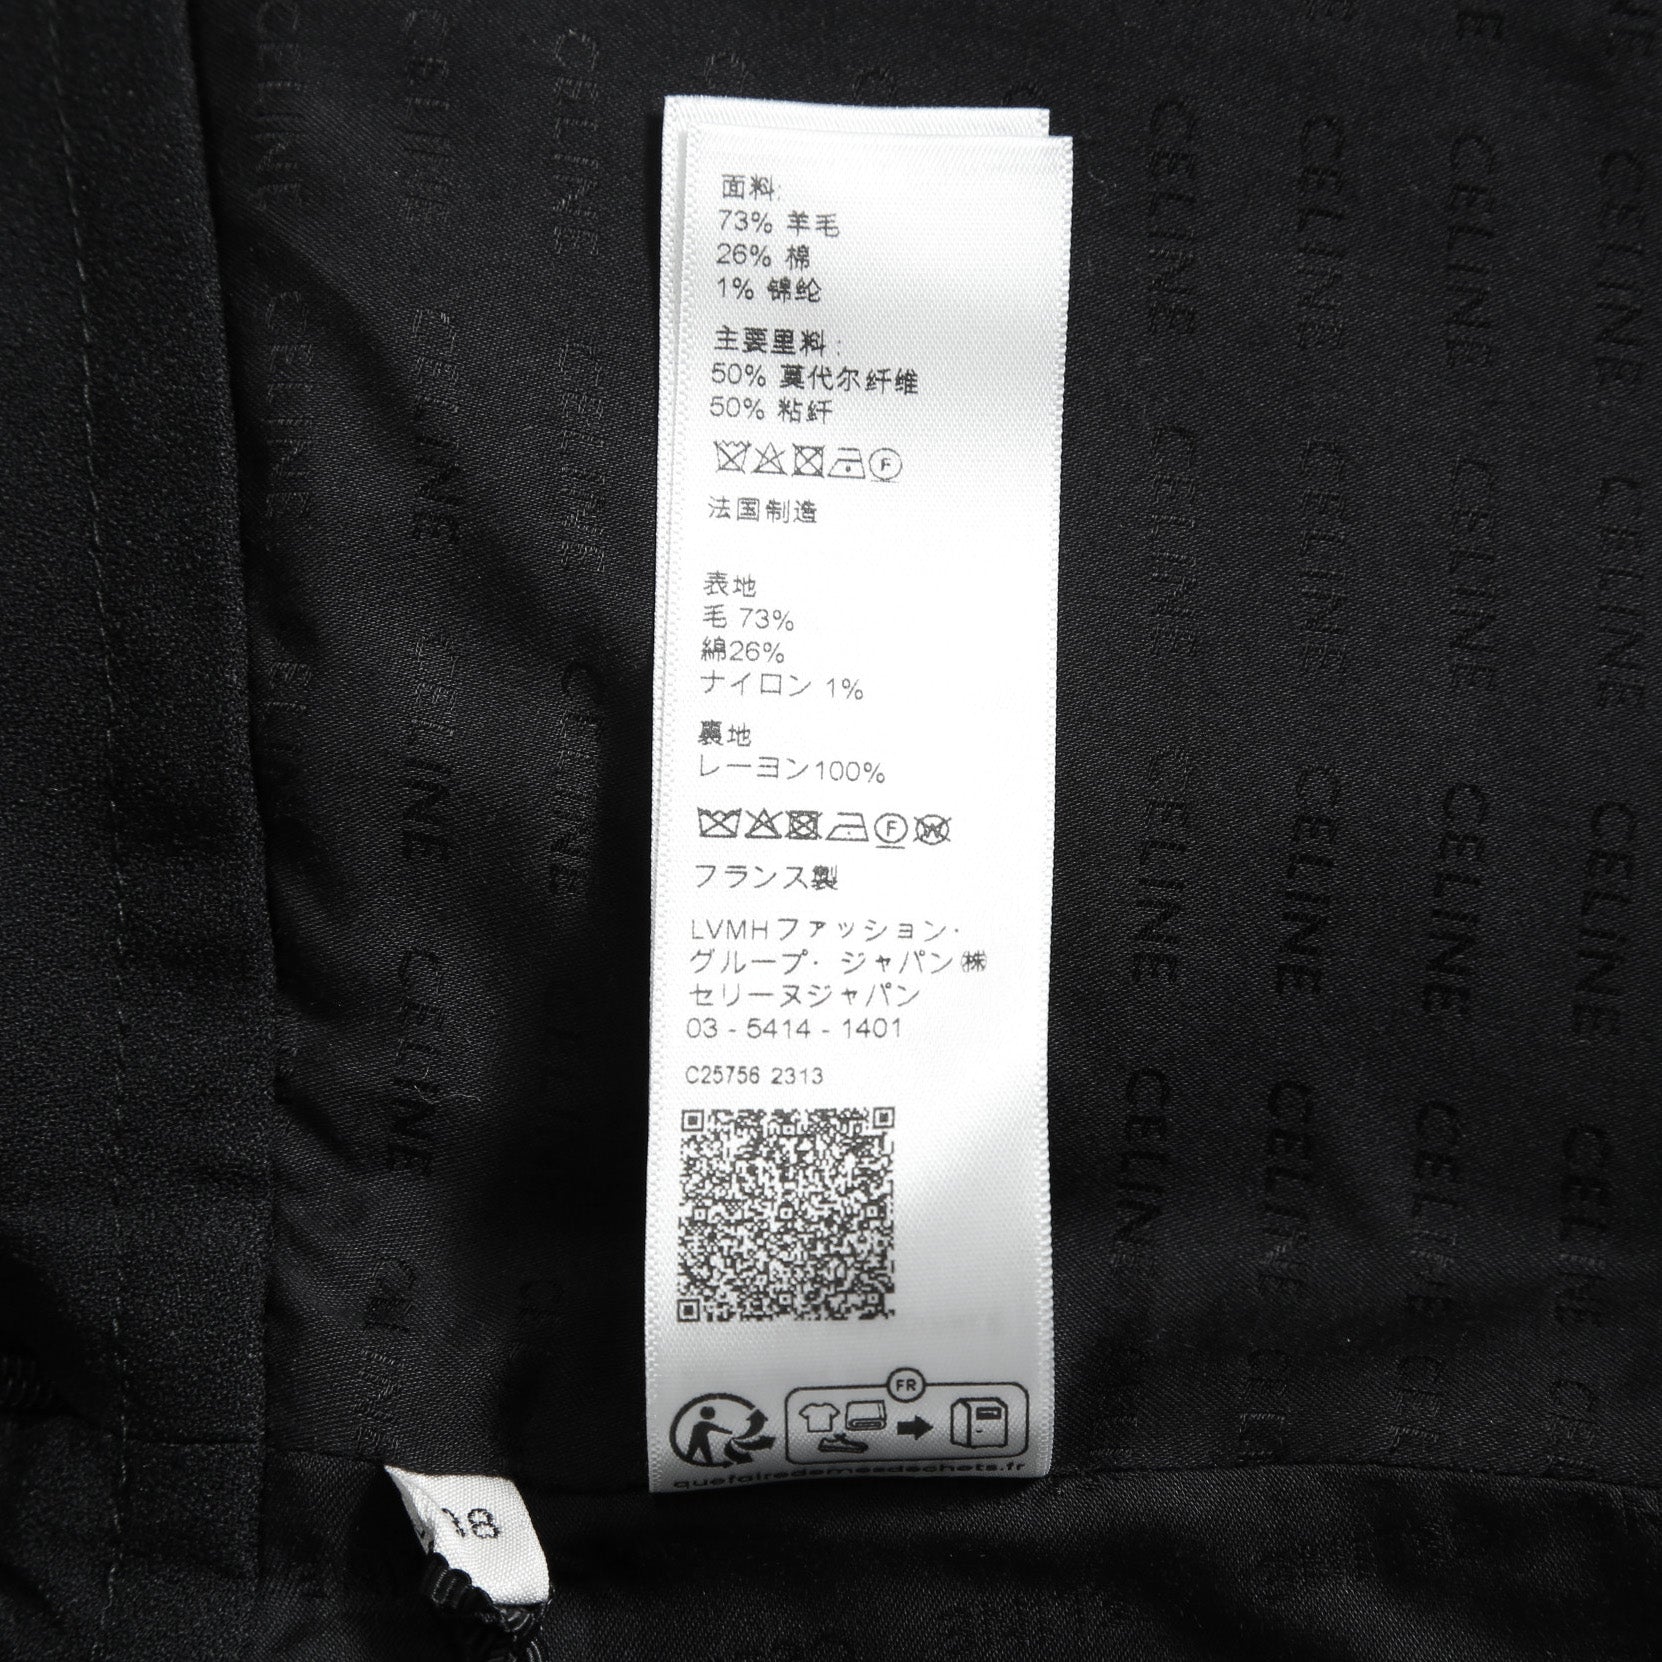 面料:
73% 羊毛
26% 棉
1% 锦纶
主要里料:
50% 莫代尔纤维
50% 粘纤
F
法国制造
表地
毛 73%
綿26%
ナイロン 1%
裏地
レーヨン100%
F W
フランス製
LVMHファッション・
グループ・ジャパン㈱
セリーヌジャパン
03 - 5414 - 1401
C25756 2313
FR
quefairedemesdechets.fr
CELINE